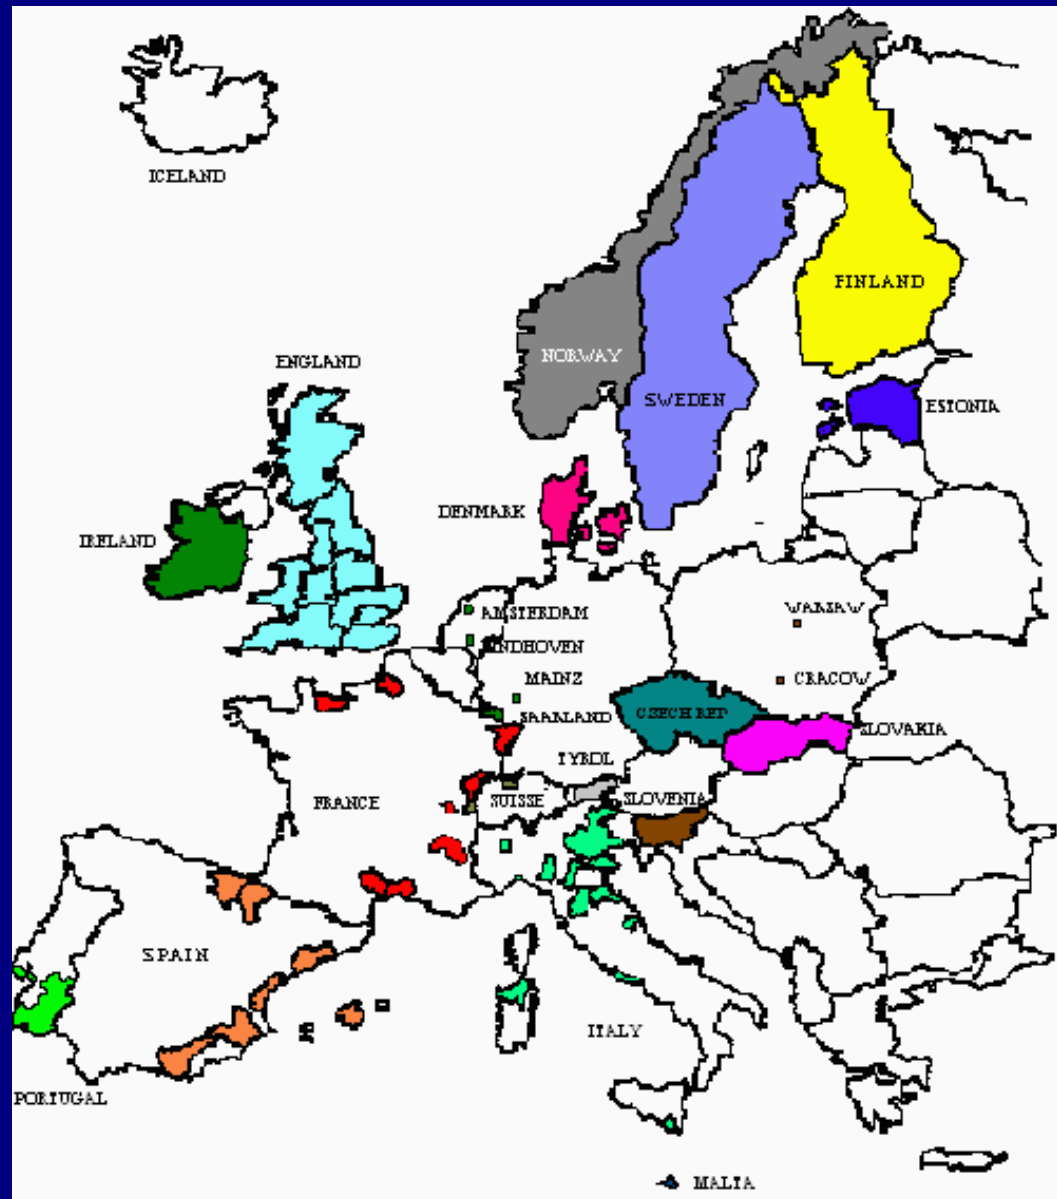 ICELAND
FINLAND
NORWAY
ENGLAND
SWEDEN
ESTONIA
DENMARK
IRELAND
AMSTERDAM
WARSAW
EINDHOVEN
MAINZ
CRACOW
SAARLAND
CZECH REP
SLOVAKIA
TYROL
FRANCE
SUISSE
SLOVENIA
SPAIN
ITALY
PORTUGAL
MALTA